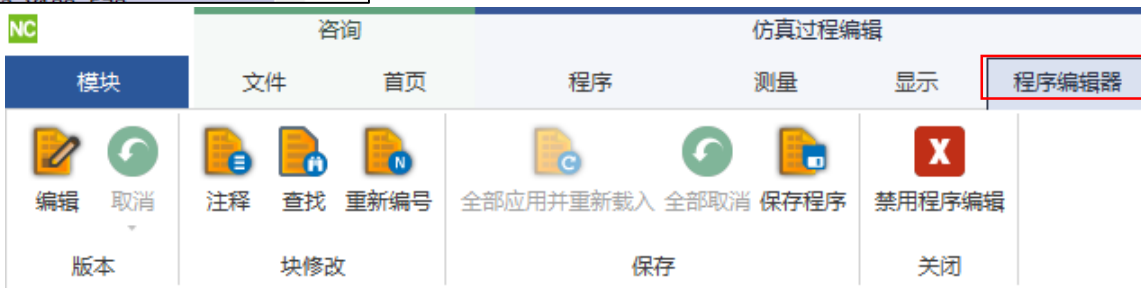 NC 咨询 仿真过程编辑
模块 文件 首页 程序 测量 显示 程序编辑器
编辑 取消 注释 查找 重新编号 全部应用并重新载入 全部取消 保存程序 禁用程序编辑
版本 块修改 保存 关闭